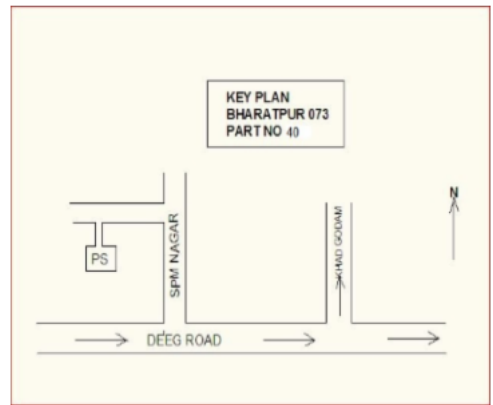 KEY PLAN
BHARATPUR 073
PART NO 40
N
SPM NAGAR
KHAD GODAM
PS
DEEG ROAD